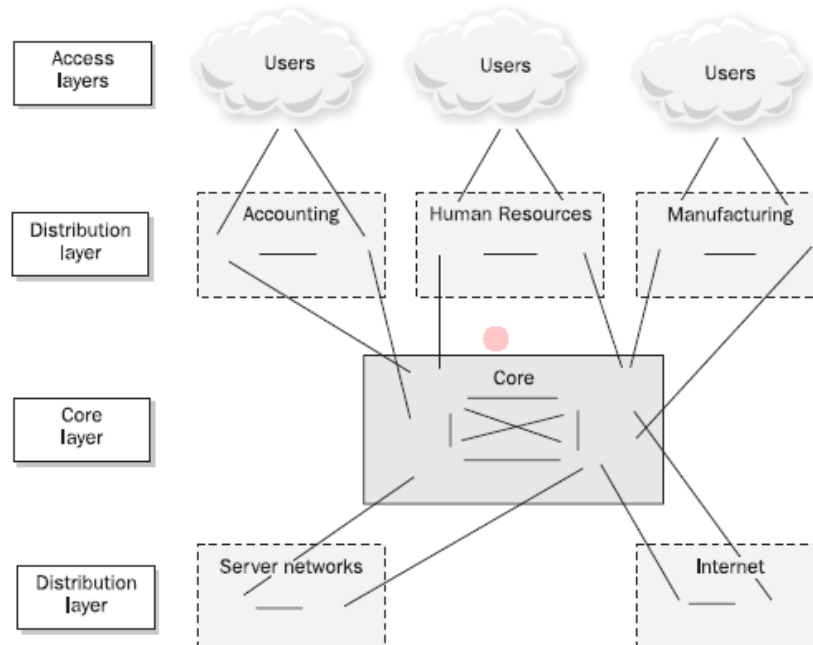 Access
layers
Users
Users
Users
Distribution
layer
Accounting
Human Resources
Manufacturing
Core
layer
Core
Distribution
layer
Server networks
Internet